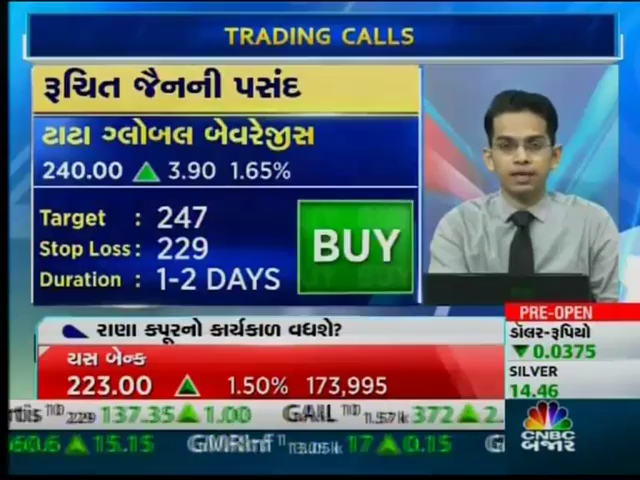 TRADING CALLS
રૂચિત જૈનની પસંદ
ટાટા ગ્લોબલ બેવરેજીસ
240.00 ▲ 3.90 1.65%
Target : 247
Stop Loss : 229
Duration : 1-2 DAYS
BUY
રાણા કપૂરનો કાર્યકાળ વધશે?
યસ બેન્ક
223.00 ▲ 1.50% 173,995
PRE-OPEN
ડૉલર-રૂપિયો
▼0.0375
SILVER
14.46
137.35 ▲ 1.00 GAIL 372 ▲ 2.
▲ 15.15 GMRInf 17 ▲ 0.15
CNBC
બજાર